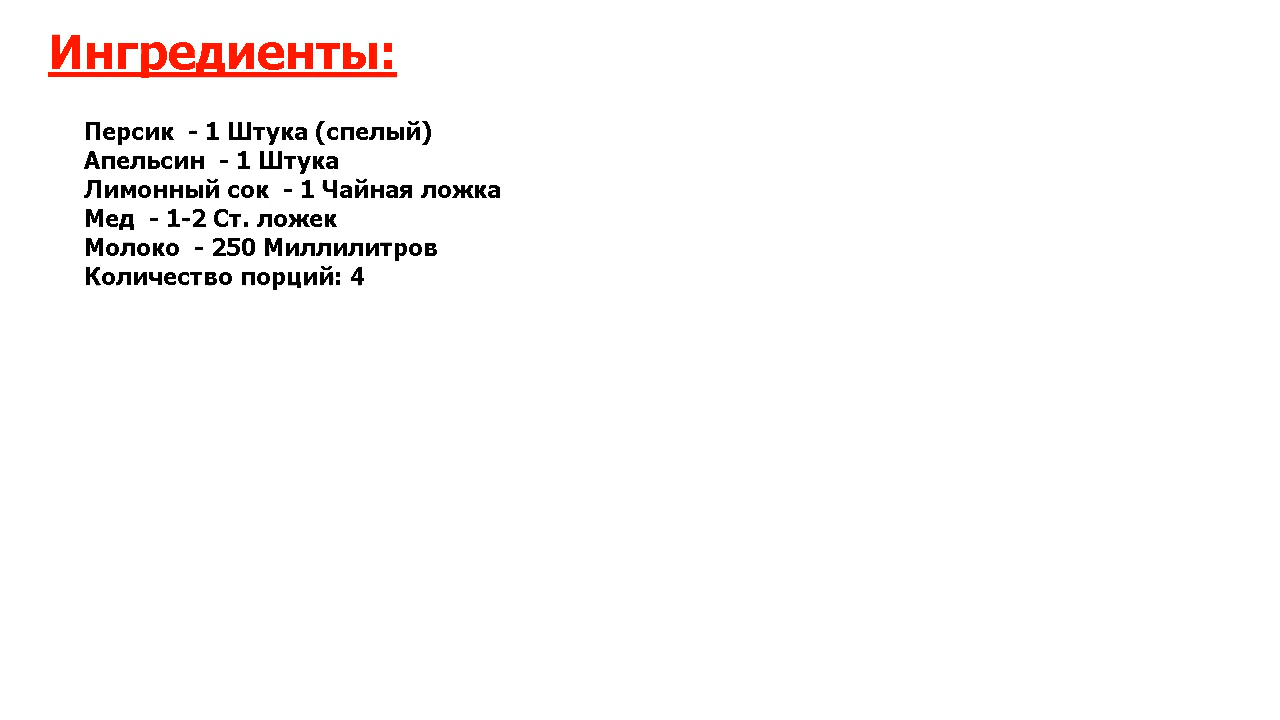 Ингредиенты:
Персик  - 1 Штука (спелый)
Апельсин  - 1 Штука
Лимонный сок  - 1 Чайная ложка
Мед  - 1-2 Ст. ложек
Молоко  - 250 Миллилитров
Количество порций: 4